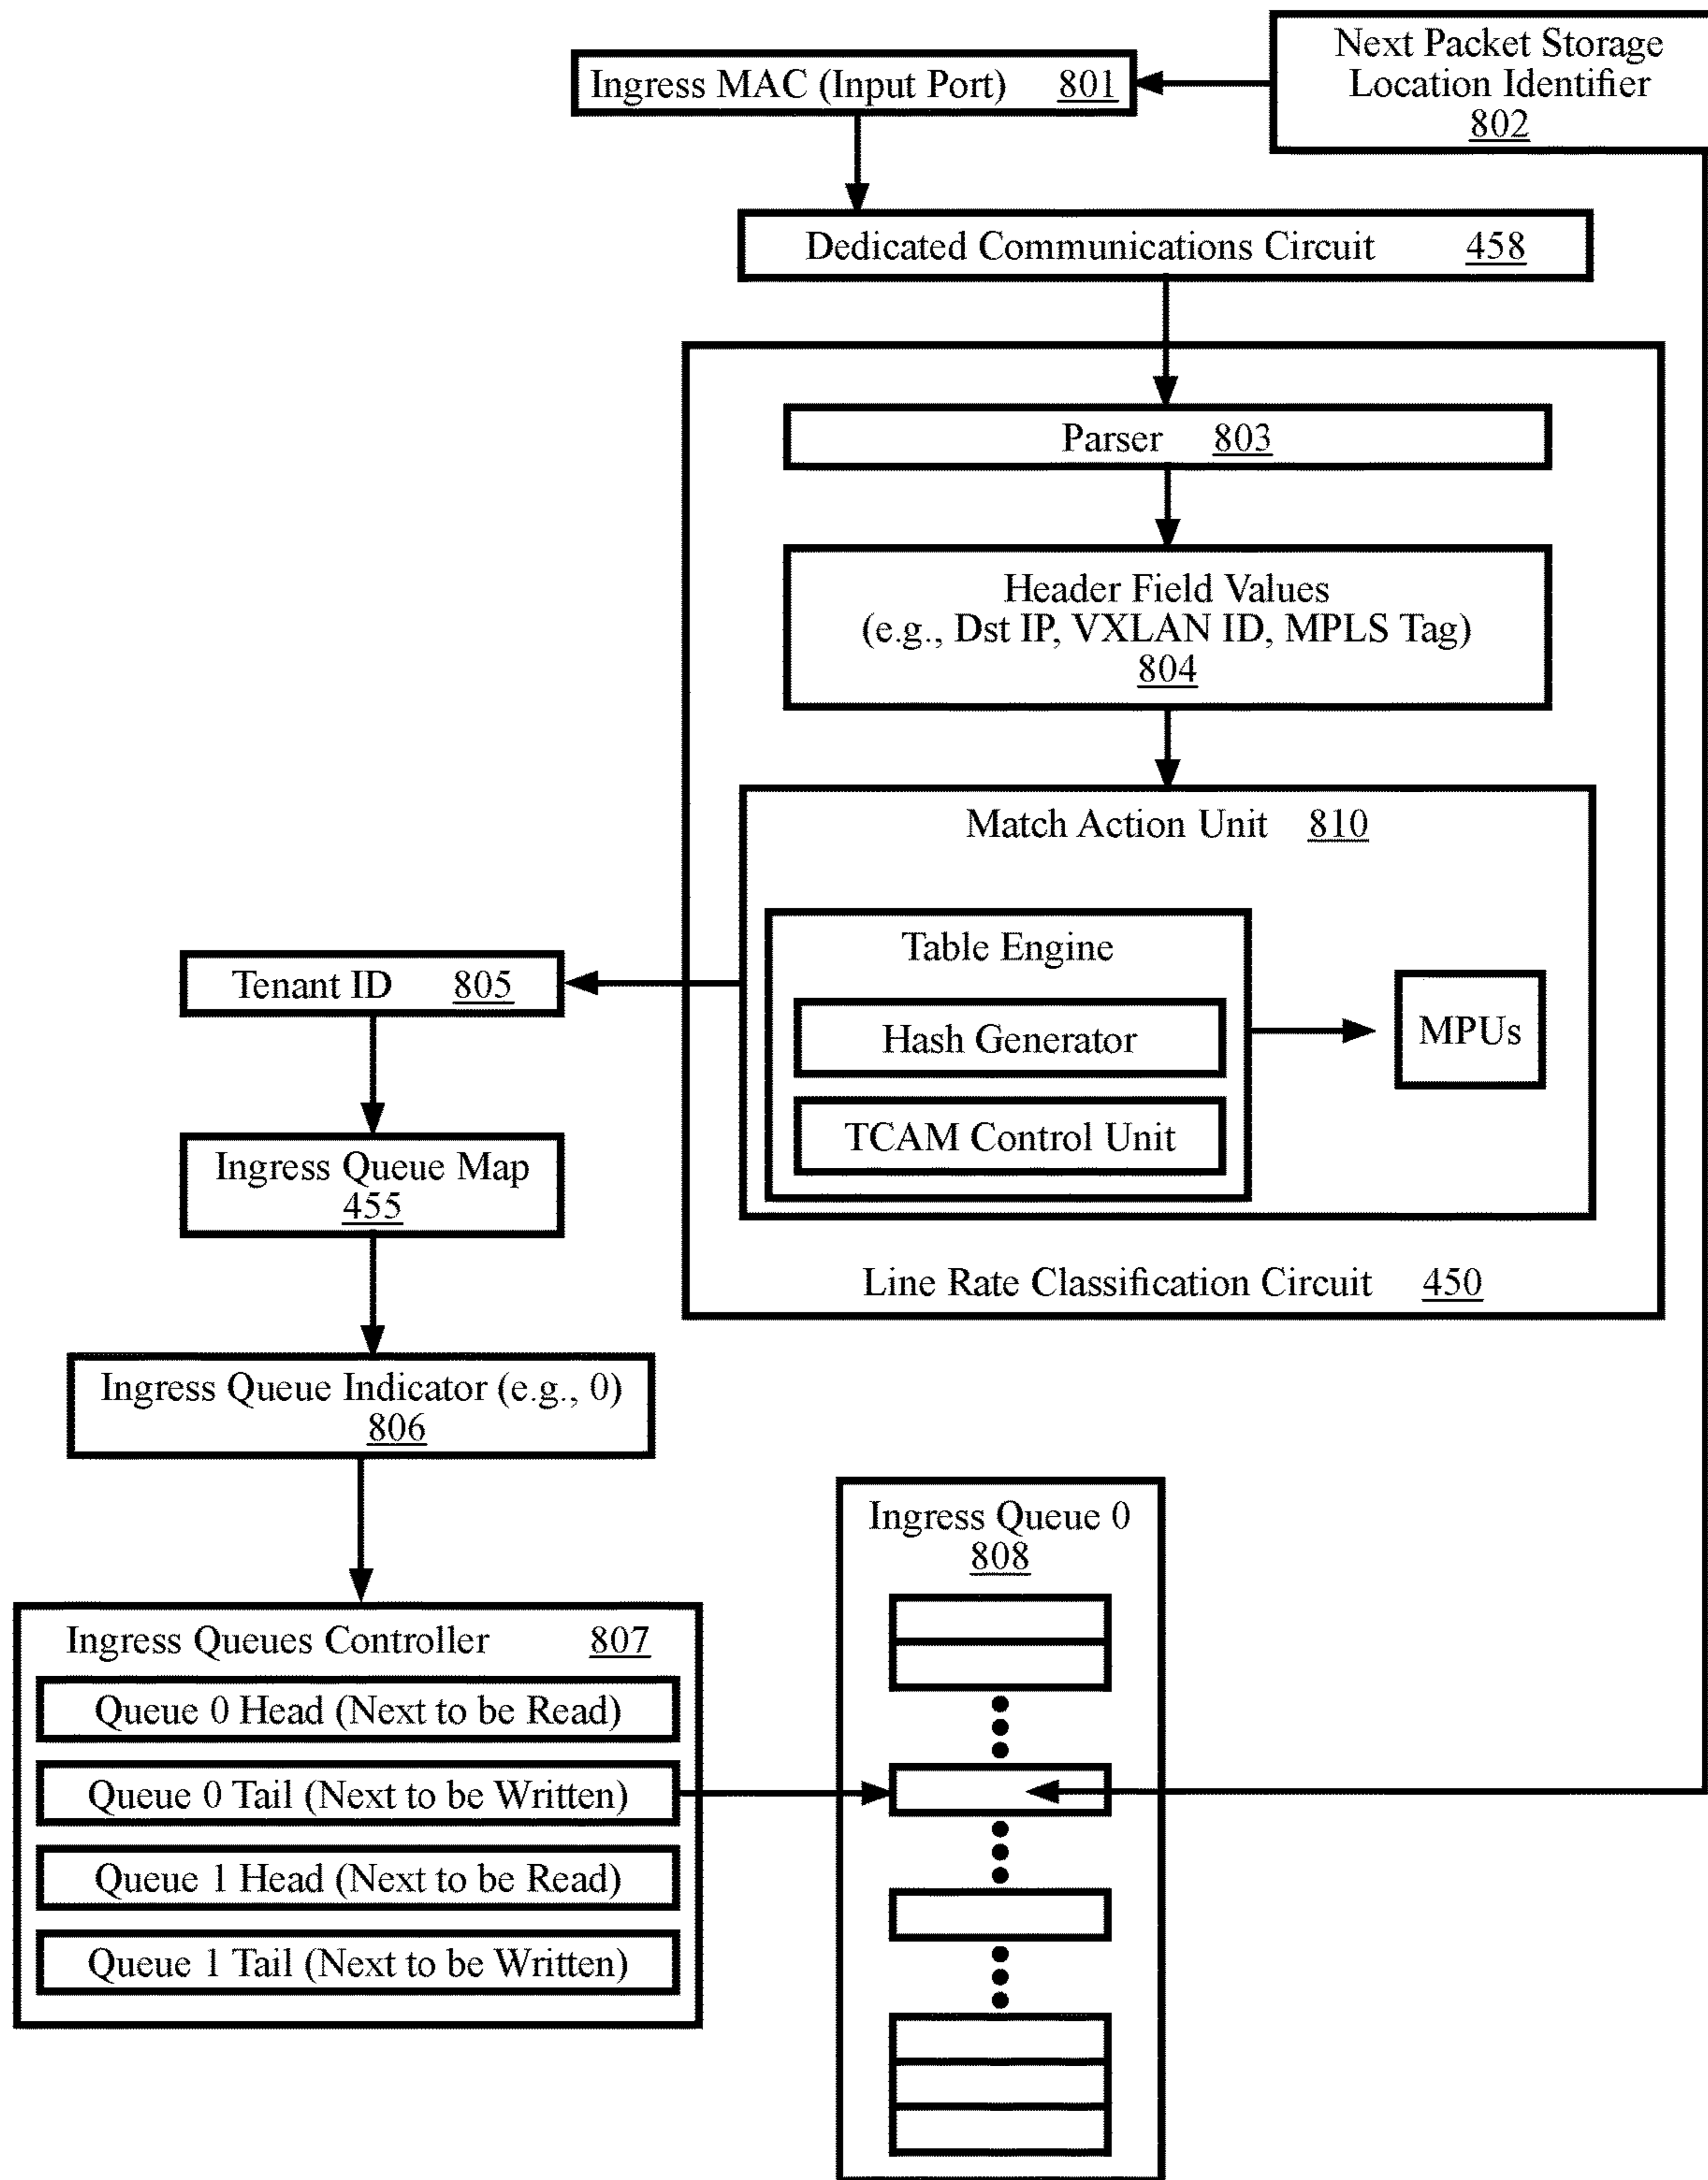 Next Packet Storage
Location Identifier
802
Ingress MAC (Input Port) 801
Dedicated Communications Circuit 458
Parser 803
Header Field Values
(e.g., Dst IP, VXLAN ID, MPLS Tag)
804
Match Action Unit 810
Table Engine
Hash Generator
TCAM Control Unit
MPUs
Line Rate Classification Circuit 450
Tenant ID 805
Ingress Queue Map
455
Ingress Queue Indicator (e.g., 0)
806
Ingress Queues Controller 807
Queue 0 Head (Next to be Read)
Queue 0 Tail (Next to be Written)
Queue 1 Head (Next to be Read)
Queue 1 Tail (Next to be Written)
Ingress Queue 0
808